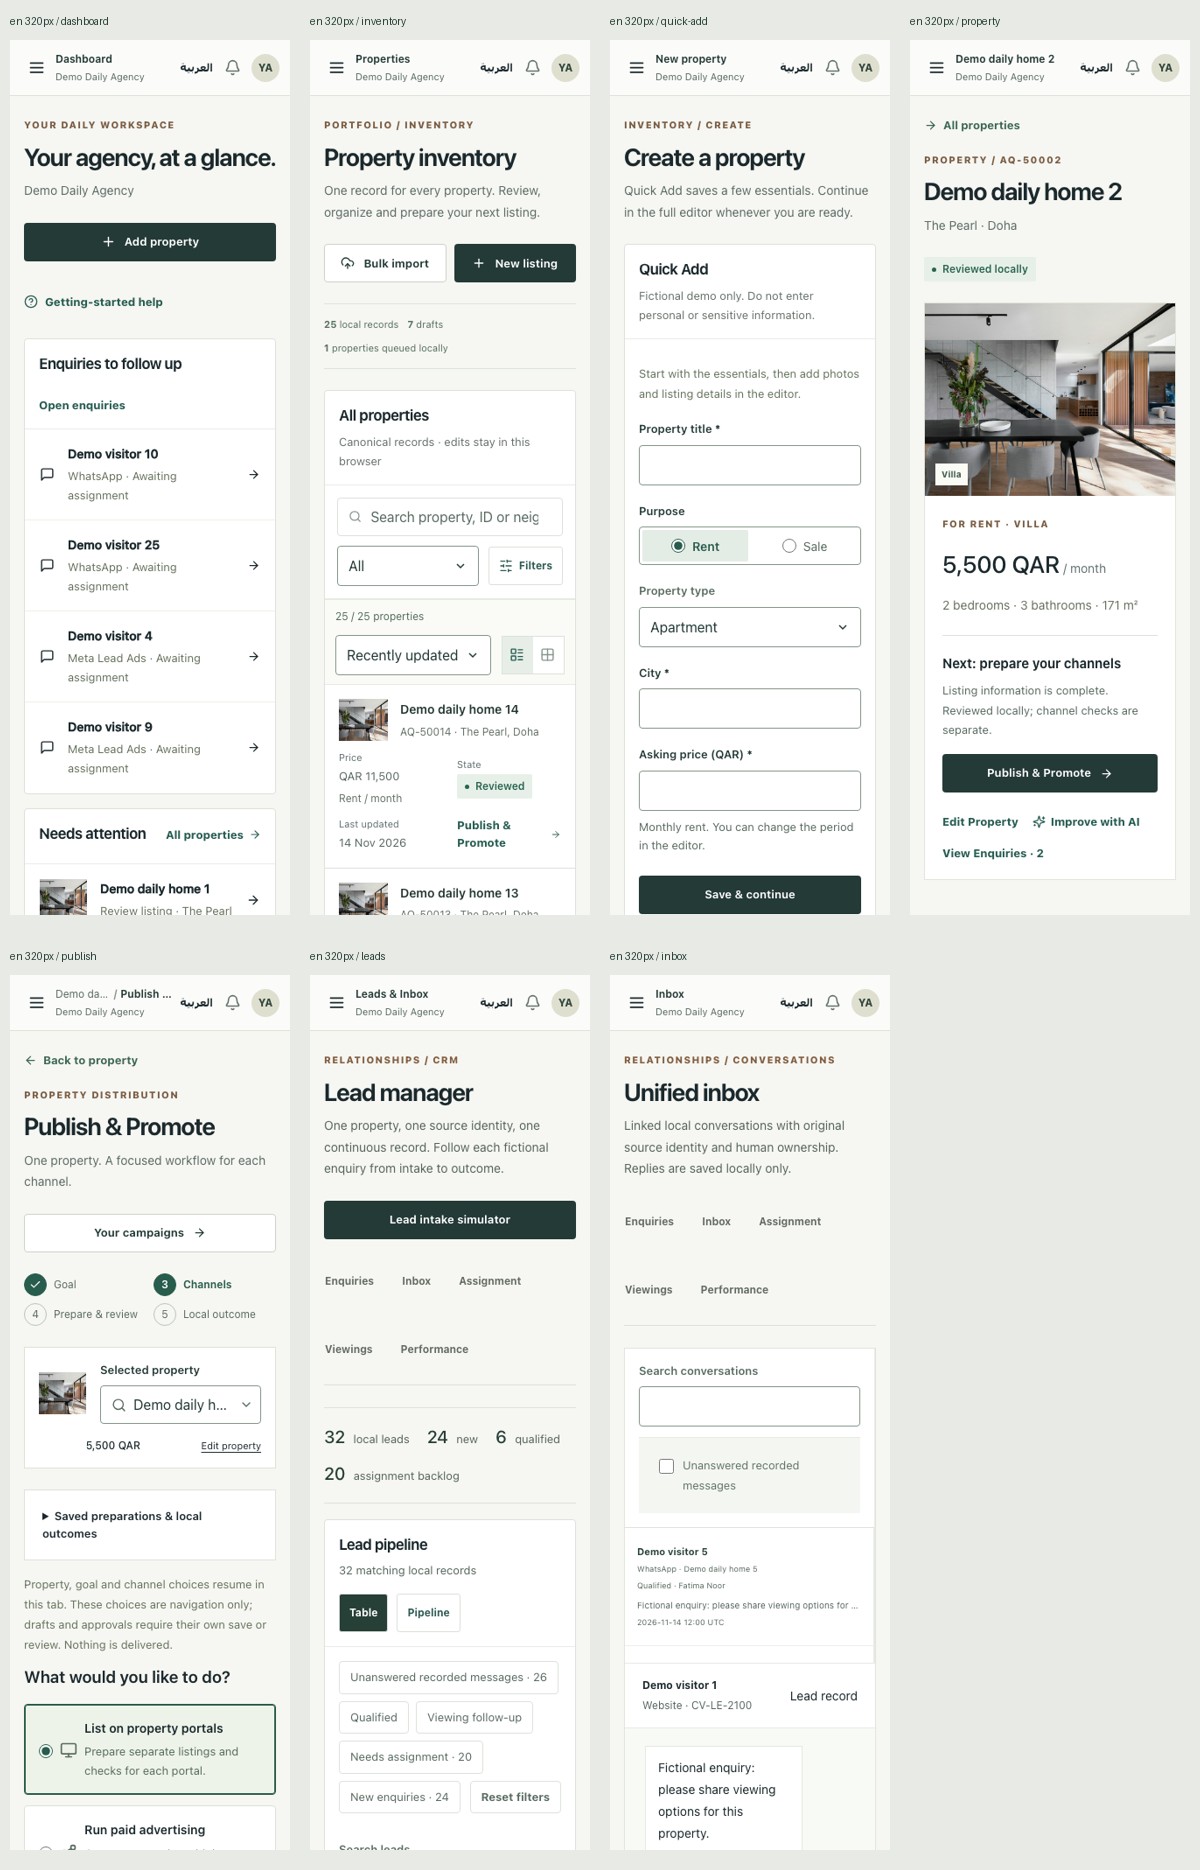 en 320px / dashboard
Dashboard
Demo Daily Agency
العربية
YA
YOUR DAILY WORKSPACE
Your agency, at a glance.
Demo Daily Agency
Add property
Getting-started help
Enquiries to follow up
Open enquiries
Demo visitor 10
WhatsApp · Awaiting
assignment
Demo visitor 25
WhatsApp · Awaiting
assignment
Demo visitor 4
Meta Lead Ads · Awaiting
assignment
Demo visitor 9
Meta Lead Ads · Awaiting
assignment
Needs attention
All properties
Demo daily home 1
Review listing · The Pearl
en 320px / inventory
Properties
Demo Daily Agency
العربية
YA
PORTFOLIO / INVENTORY
Property inventory
One record for every property. Review,
organize and prepare your next listing.
Bulk import
New listing
25 local records 7 drafts
1 properties queued locally
All properties
Canonical records · edits stay in this
browser
Search property, ID or neig
All
Filters
25 / 25 properties
Recently updated
Demo daily home 14
AQ-50014 · The Pearl, Doha
Price
QAR 11,500
Rent / month
State
Reviewed
Last updated
14 Nov 2026
Publish &
Promote
Demo daily home 13
AQ-50013 · The Pearl, Doha
en 320px / quick-add
New property
Demo Daily Agency
العربية
YA
INVENTORY / CREATE
Create a property
Quick Add saves a few essentials. Continue
in the full editor whenever you are ready.
Quick Add
Fictional demo only. Do not enter
personal or sensitive information.
Start with the essentials, then add photos
and listing details in the editor.
Property title *
Purpose
Rent
Sale
Property type
Apartment
City *
Asking price (QAR) *
Monthly rent. You can change the period
in the editor.
Save & continue
en 320px / property
Demo daily home 2
Demo Daily Agency
العربية
YA
All properties
PROPERTY / AQ-50002
Demo daily home 2
The Pearl · Doha
Reviewed locally
Villa
FOR RENT · VILLA
5,500 QAR / month
2 bedrooms · 3 bathrooms · 171 m²
Next: prepare your channels
Listing information is complete.
Reviewed locally; channel checks are
separate.
Publish & Promote
Edit Property
Improve with AI
View Enquiries · 2
en 320px / publish
Demo da... / Publish ...
Demo Daily Agency
العربية
YA
Back to property
PROPERTY DISTRIBUTION
Publish & Promote
One property. A focused workflow for each
channel.
Your campaigns
Goal
3 Channels
4 Prepare & review
5 Local outcome
Selected property
Demo daily h...
5,500 QAR
Edit property
Saved preparations & local
outcomes
Property, goal and channel choices resume in
this tab. These choices are navigation only;
drafts and approvals require their own save or
review. Nothing is delivered.
What would you like to do?
List on property portals
Prepare separate listings and
checks for each portal.
Run paid advertising
en 320px / leads
Leads & Inbox
Demo Daily Agency
العربية
YA
RELATIONSHIPS / CRM
Lead manager
One property, one source identity, one
continuous record. Follow each fictional
enquiry from intake to outcome.
Lead intake simulator
Enquiries
Inbox
Assignment
Viewings
Performance
32 local leads 24 new 6 qualified
20 assignment backlog
Lead pipeline
32 matching local records
Table
Pipeline
Unanswered recorded messages · 26
Qualified
Viewing follow-up
Needs assignment · 20
New enquiries · 24
Reset filters
Search leads
en 320px / inbox
Inbox
Demo Daily Agency
العربية
YA
RELATIONSHIPS / CONVERSATIONS
Unified inbox
Linked local conversations with original
source identity and human ownership.
Replies are saved locally only.
Enquiries
Inbox
Assignment
Viewings
Performance
Search conversations
Unanswered recorded
messages
Demo visitor 5
WhatsApp · Demo daily home 5
Qualified · Fatima Noor
Fictional enquiry: please share viewing options for ...
2026-11-14 12:00 UTC
Demo visitor 1
Website · CV-LE-2100
Lead record
Fictional enquiry:
please share viewing
options for this
property.